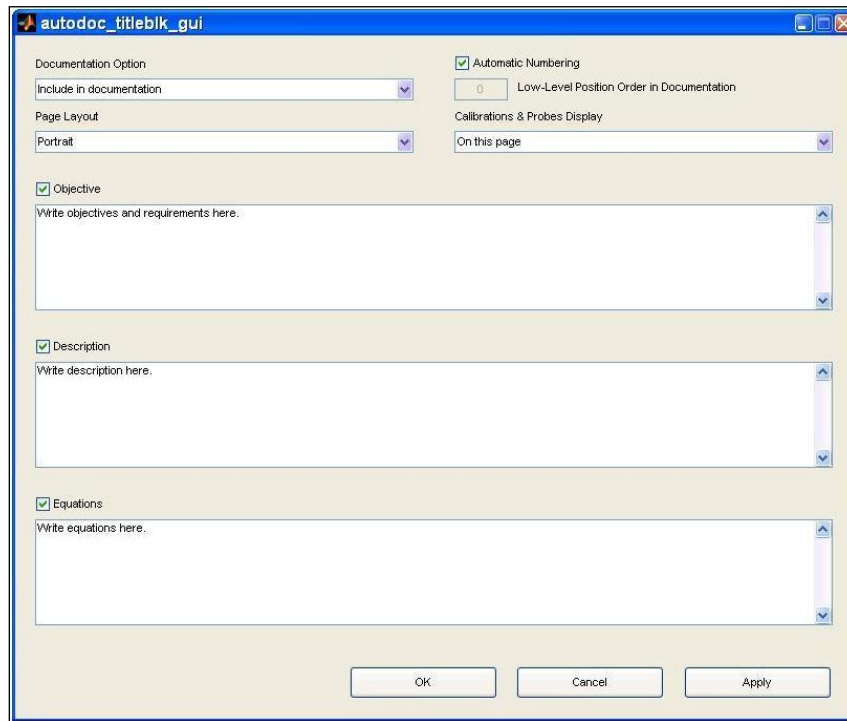 autodoc_titleblk_gui
Documentation Option
Automatic Numbering
Include in documentation
0
Low-Level Position Order in Documentation
Page Layout
Calibrations & Probes Display
Portrait
On this page
Objective
Write objectives and requirements here.
Description
Write description here.
Equations
Write equations here.
OK
Cancel
Apply